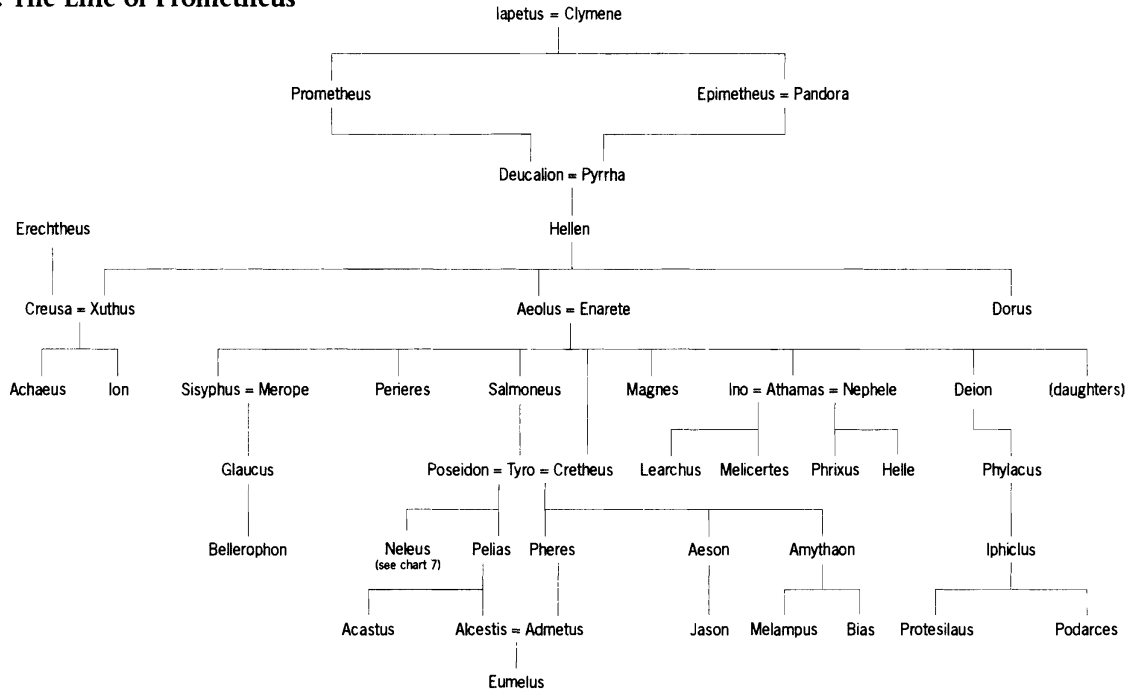 The Line of Prometheus
Iapetus = Clymene
Prometheus
Epimetheus = Pandora
Deucalion = Pyrrha
Erechtheus
Hellen
Creusa = Xuthus
Aeolus = Enarete
Dorus
Achaeus
Ion
Sisyphus = Merope
Perieres
Salmoneus
Magnes
Ino = Athamas = Nephele
Deion
(daughters)
Glaucus
Poseidon = Tyro = Cretheus
Learchus
Melicertes
Phrixus
Helle
Phylacus
Bellerophon
Neleus
(see chart 7)
Pelias
Pheres
Aeson
Amythaon
Iphiclus
Acastus
Alcestis = Admetus
Jason
Melampus
Bias
Protesilaus
Podarces
Eumelus